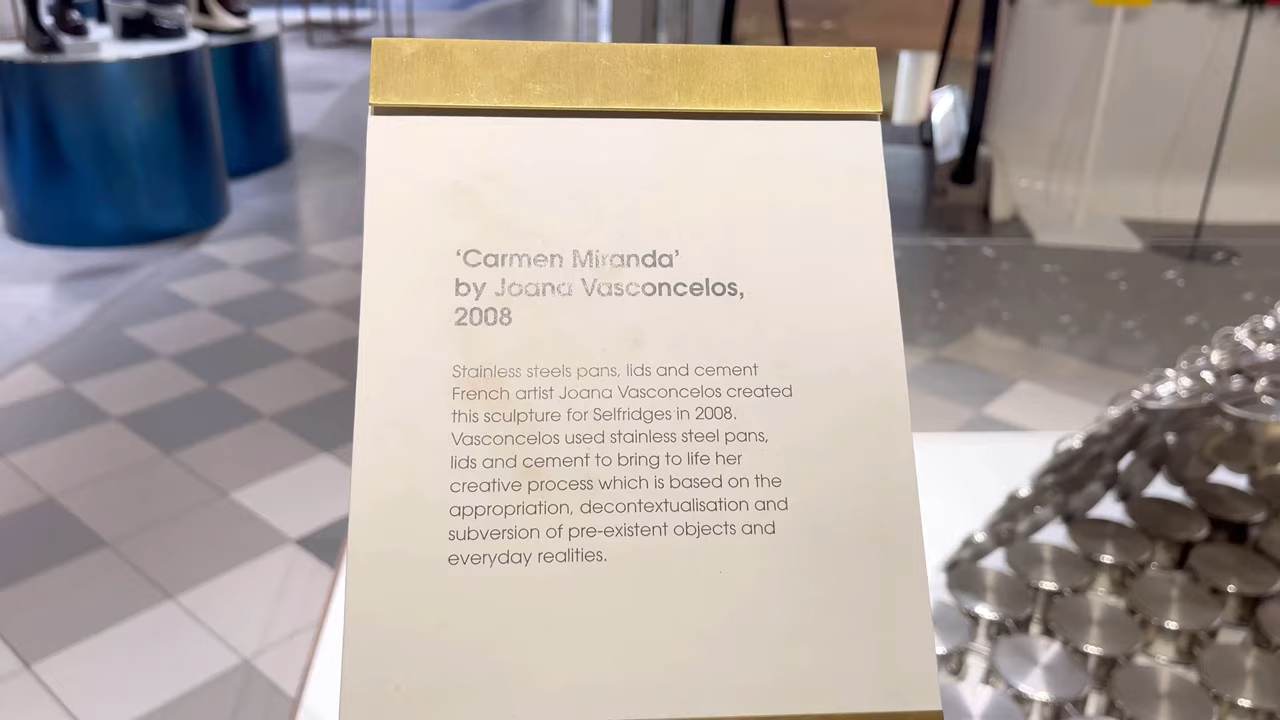 ‘Carmen Miranda’
by Joana Vasconcelos,
2008
Stainless steels pans, lids and cement
French artist Joana Vasconcelos created
this sculpture for Selfridges in 2008.
Vasconcelos used stainless steel pans,
lids and cement to bring to life her
creative process which is based on the
appropriation, decontextualisation and
subversion of pre-existent objects and
everyday realities.